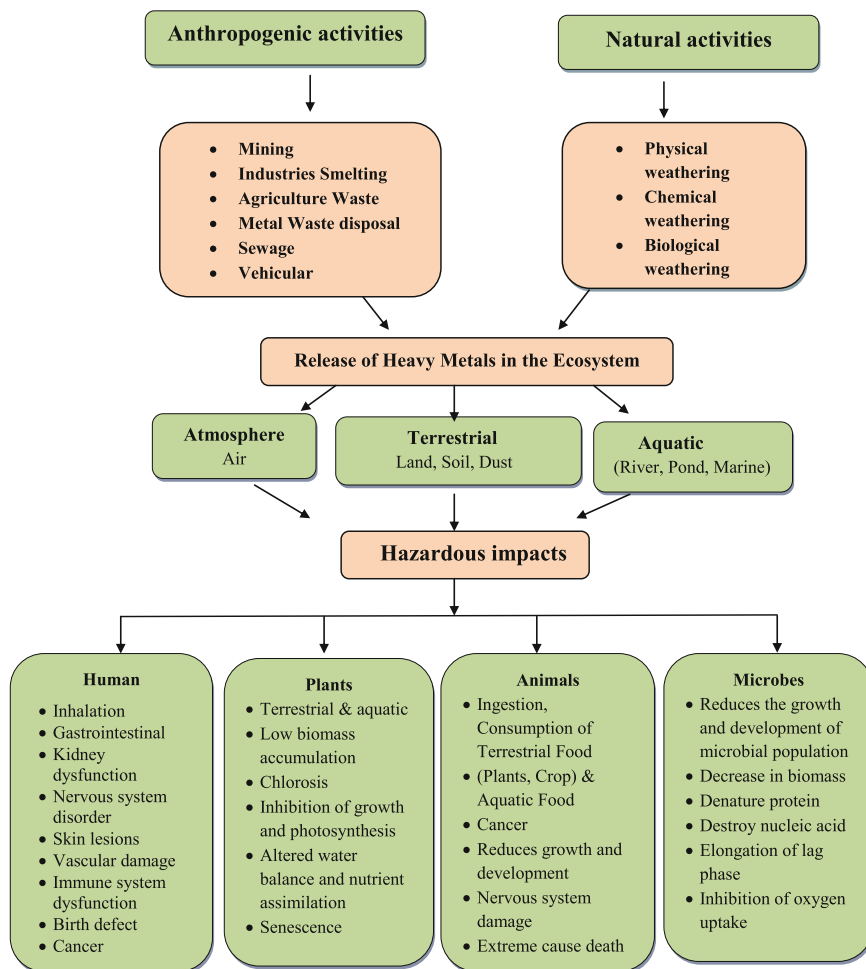 Anthropogenic activities
Natural activities
• Mining
• Industries Smelting
• Agriculture Waste
• Metal Waste disposal
• Sewage
• Vehicular
• Physical
weathering
• Chemical
weathering
• Biological
weathering
Release of Heavy Metals in the Ecosystem
Atmosphere
Air
Terrestrial
Land, Soil, Dust
Aquatic
(River, Pond, Marine)
Hazardous impacts
Human
• Inhalation
• Gastrointestinal
• Kidney
dysfunction
• Nervous system
disorder
• Skin lesions
• Vascular damage
• Immune system
dysfunction
• Birth defect
• Cancer
Plants
• Terrestrial & aquatic
• Low biomass
accumulation
• Chlorosis
• Inhibition of growth
and photosynthesis
• Altered water
balance and nutrient
assimilation
• Senescence
Animals
• Ingestion,
Consumption of
Terrestrial Food
• (Plants, Crop) &
Aquatic Food
• Cancer
• Reduces growth and
development
• Nervous system
damage
• Extreme cause death
Microbes
• Reduces the growth
and development of
microbial population
• Decrease in biomass
• Denature protein
• Destroy nucleic acid
• Elongation of lag
phase
• Inhibition of oxygen
uptake